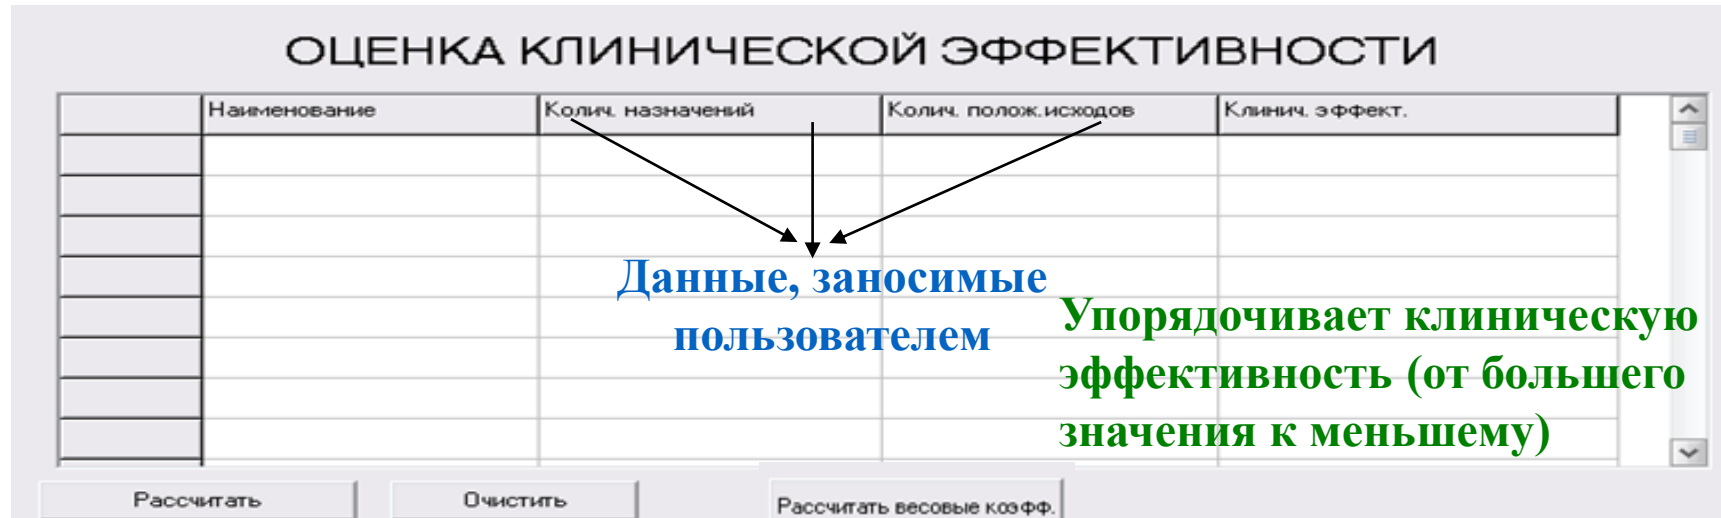 ОЦЕНКА КЛИНИЧЕСКОЙ ЭФФЕКТИВНОСТИ
Наименование
Колич. назначений
Колич. полож.исходов
Клинич. эффект.
Данные, заносимые
пользователем
Упорядочивает клиническую
эффективность (от большего
значения к меньшему)
Рассчитать
Очистить
Рассчитать весовые коэфф.